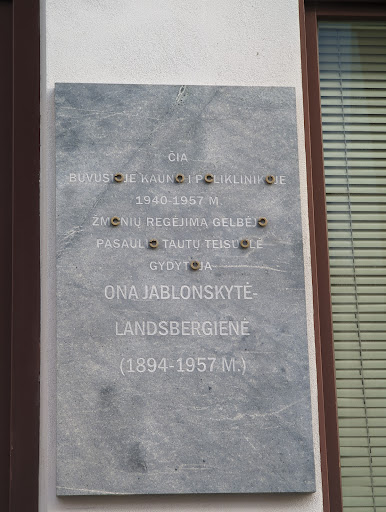 ČIA
BUVUSIOJE KAUNO I POLIKLINIKOJE
1940-1957 M.
ŽMONIŲ REGĖJIMĄ GELBĖJO
PASAULIO TAUTŲ TEISUOLĖ
GYDYTOJA
ONA JABLONSKYTĖ-
LANDSBERGIENĖ
(1894-1957 M.)